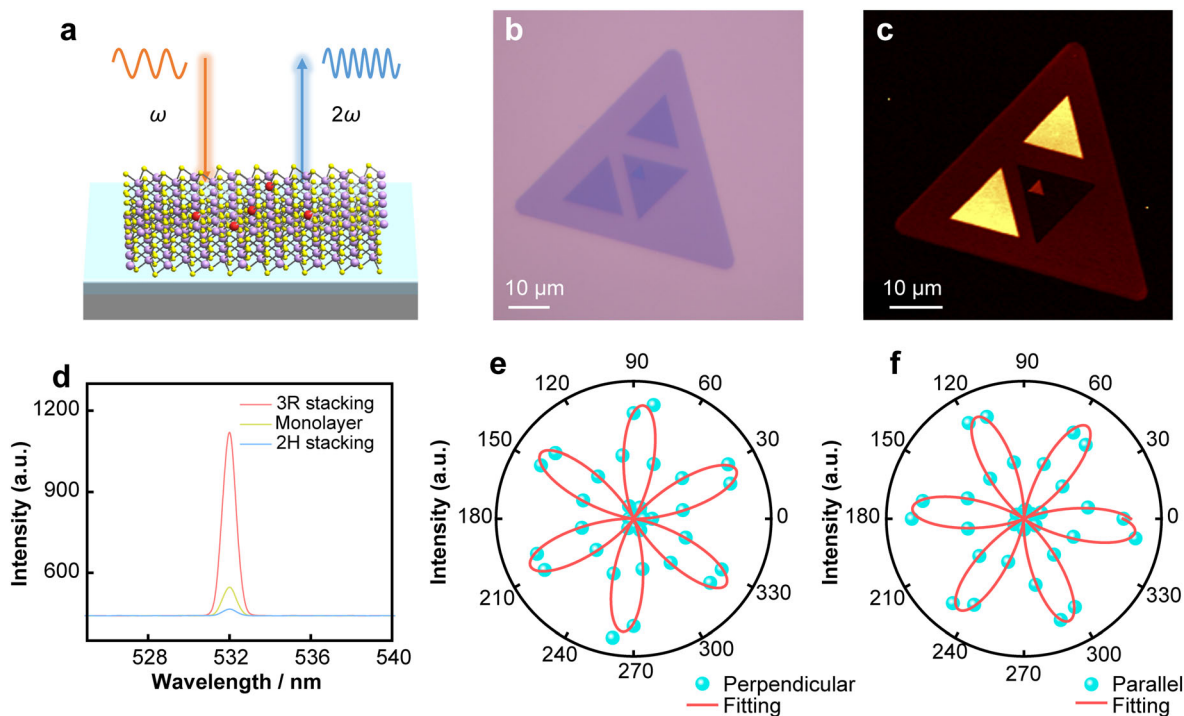 a
ω
2ω
b
10 µm
c
10 µm
d
1200
900
600
Intensity (a.u.)
3R stacking
Monolayer
2H stacking
528
532
536
540
Wavelength / nm
e
Intensity (a.u.)
90
120
60
150
30
180
0
210
330
240
300
270
Perpendicular
Fitting
f
Intensity (a.u.)
90
120
60
150
30
180
0
210
330
240
300
270
Parallel
Fitting